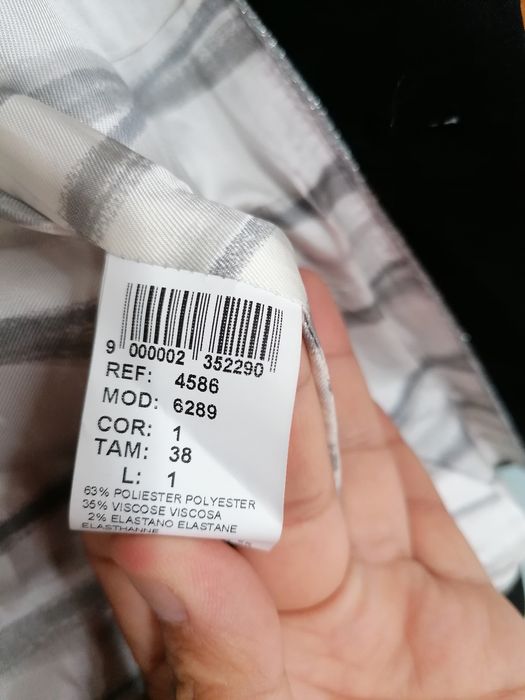 9 000002 352290
REF: 4586
MOD: 6289
COR: 1
TAM: 38
L: 1
63% POLIESTER POLYESTER
35% VISCOSE VISCOSA
2% ELASTANO ELASTANE
ELASTHANNE